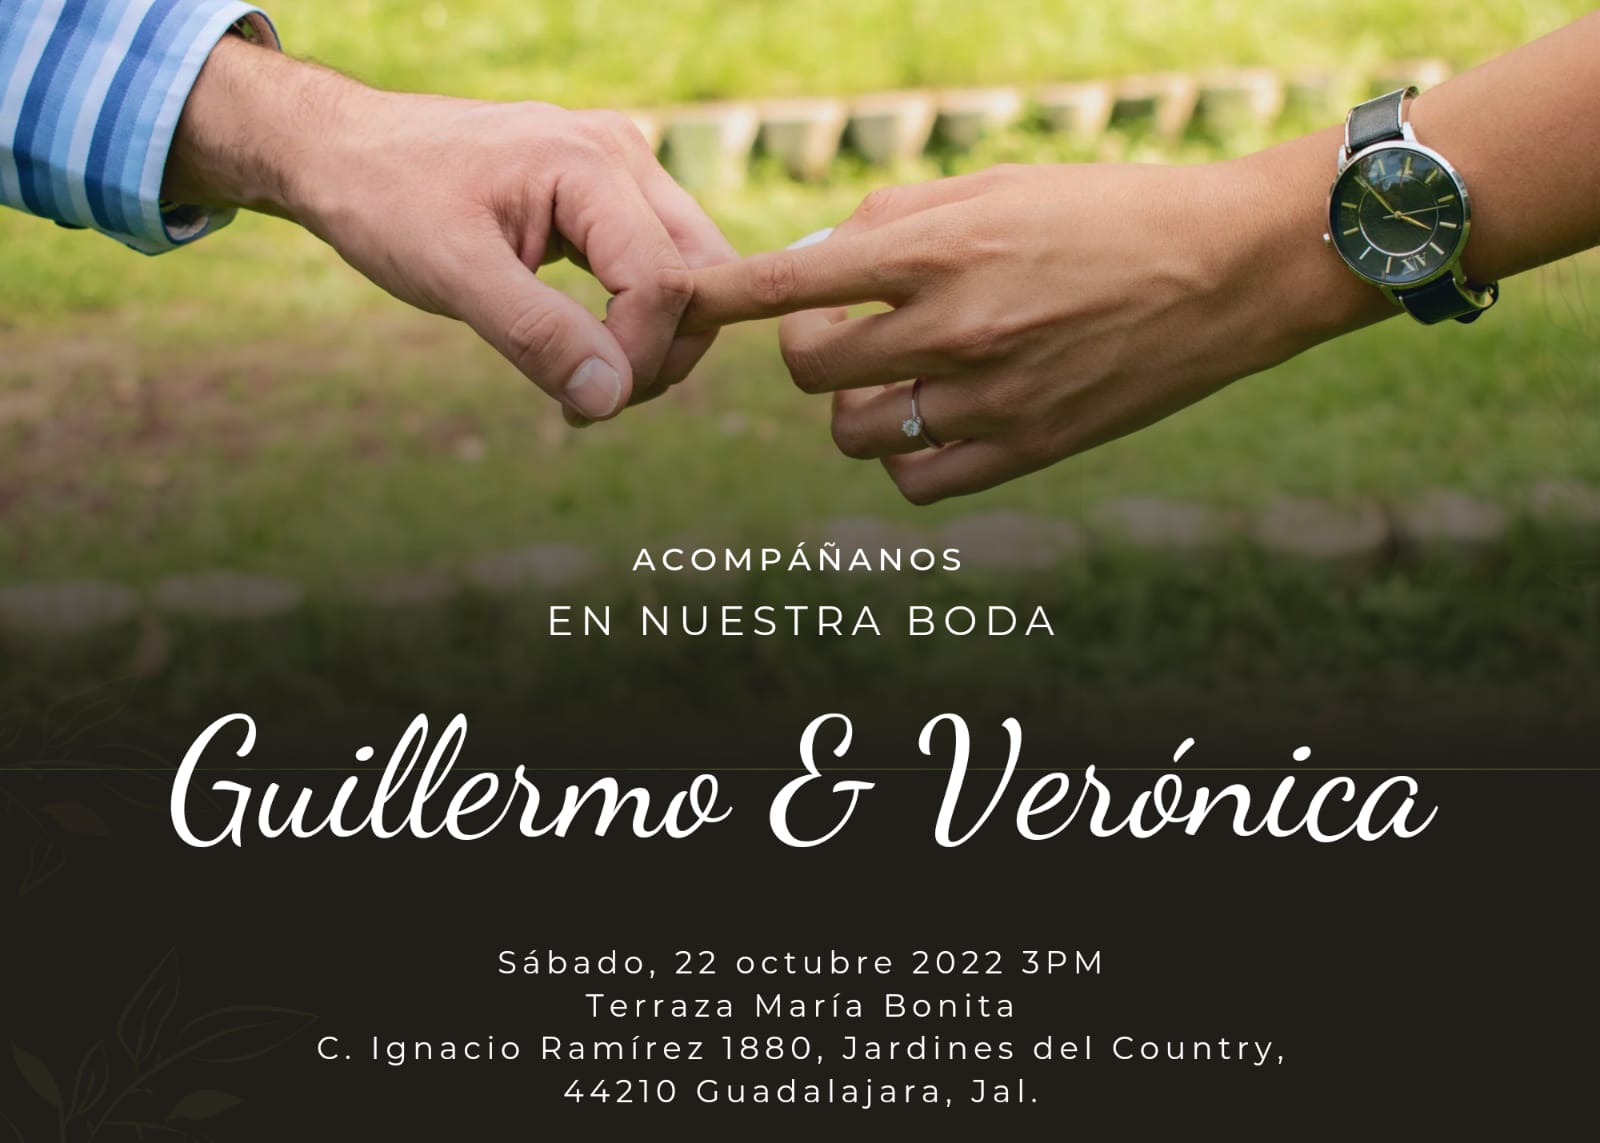 ACOMPÁÑANOS
EN NUESTRA BODA
Guillermo & Verónica
Sábado, 22 octubre 2022 3PM
Terraza María Bonita
C. Ignacio Ramírez 1880, Jardines del Country,
44210 Guadalajara, Jal.